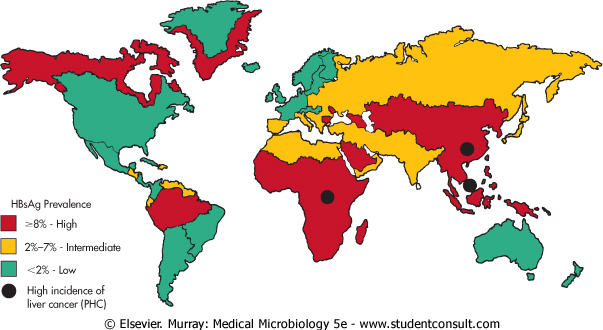 HBsAg Prevalence
≥8% - High
2%–7% - Intermediate
<2% - Low
High incidence of
liver cancer (PHC)
© Elsevier. Murray: Medical Microbiology 5e - www.studentconsult.com